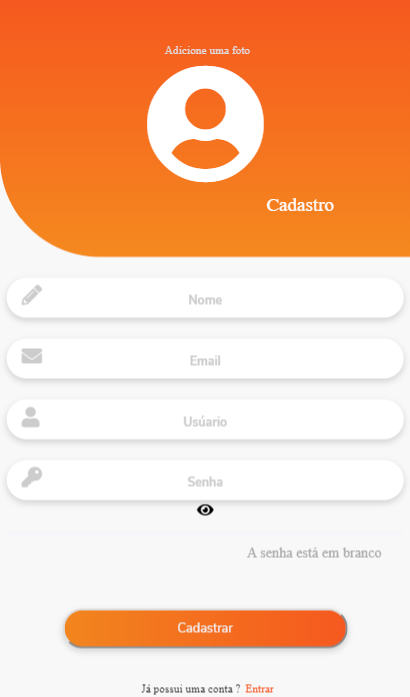 Adicione uma foto
Cadastro
Nome
Email
Usúario
Senha
A senha está em branco
Cadastrar
Já possui uma conta ? Entrar